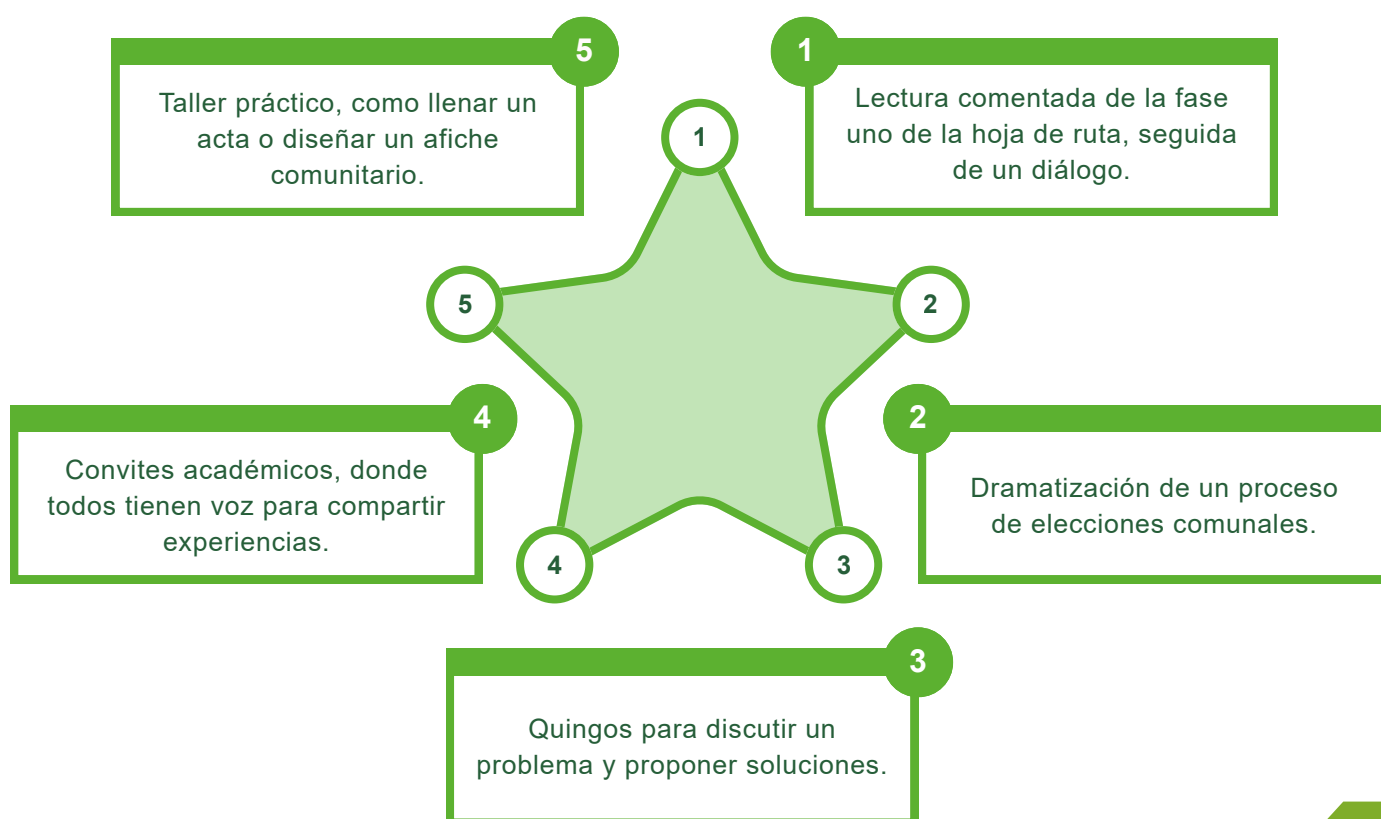 5
Taller práctico, como llenar un
acta o diseñar un afiche
comunitario.
1
Lectura comentada de la fase
uno de la hoja de ruta, seguida
de un diálogo.
1
5
2
4
Convites académicos, donde
todos tienen voz para compartir
experiencias.
2
Dramatización de un proceso
de elecciones comunales.
4
3
3
Quingos para discutir un
problema y proponer soluciones.